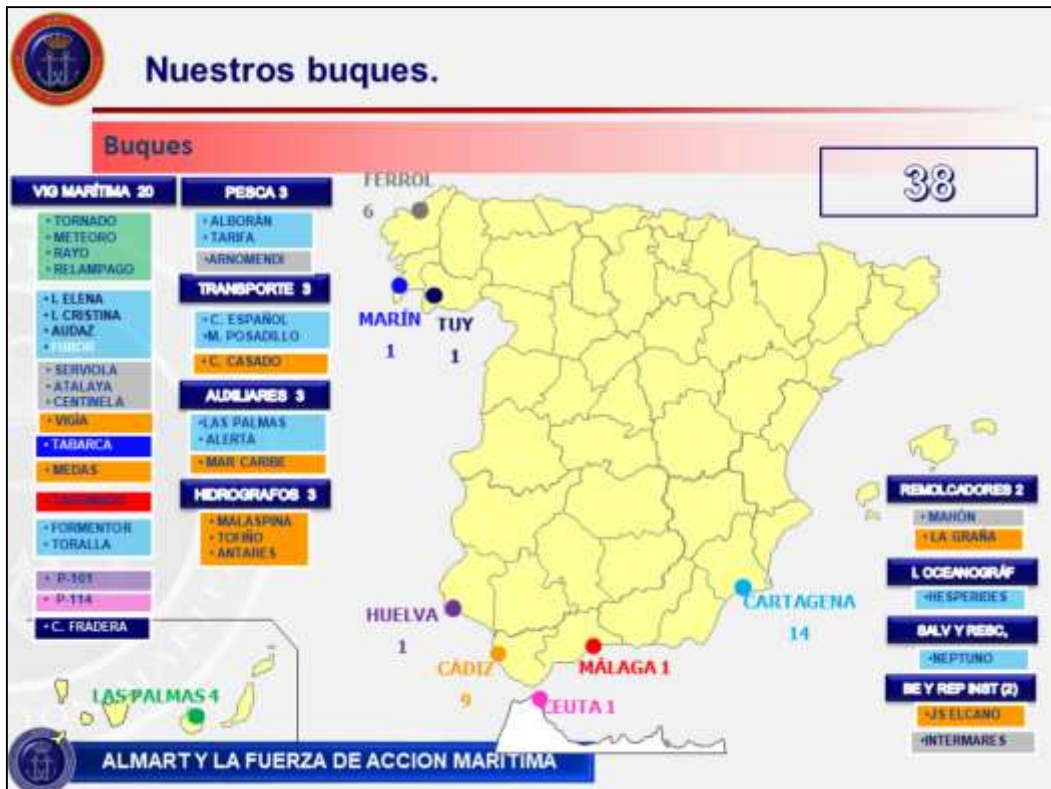 Nuestros buques.
Buques
38
VIG MARÍTIMA 20
• TORNADO
• METEORO
• RAYO
• RELAMPAGO
• I. ELENA
• I. CRISTINA
• AUDAZ
• FUROR
• SERVIOLA
• ATALAYA
• CENTINELA
• VIGÍA
• TABARCA
• MEDAS
• FORMENTOR
• TORALLA
• P-101
• P-114
• C. FRADERA
PESCA 3
• ALBORÁN
• TARIFA
•ARNOMENDI
TRANSPORTE 3
• C. ESPAÑOL
•M. POSADILLO
•C. CASADO
AUXILIARES 3
•LAS PALMAS
• ALERTA
• MAR CARIBE
HIDROGRAFOS 3
• MALASPINA
• TOFIÑO
• ANTARES
FERROL
6
MARÍN
1
TUY
1
HUELVA
1
CÁDIZ
9
MÁLAGA 1
CEUTA 1
CARTAGENA
14
LAS PALMAS 4
REMOLCADORES 2
• MAHÓN
• LA GRAÑA
I. OCEANOGRÁF
•HESPERIDES
SALV Y RESC,
•NEPTUNO
BE Y REP INST (2)
•JS ELCANO
•INTERMARES
ALMART Y LA FUERZA DE ACCION MARITIMA